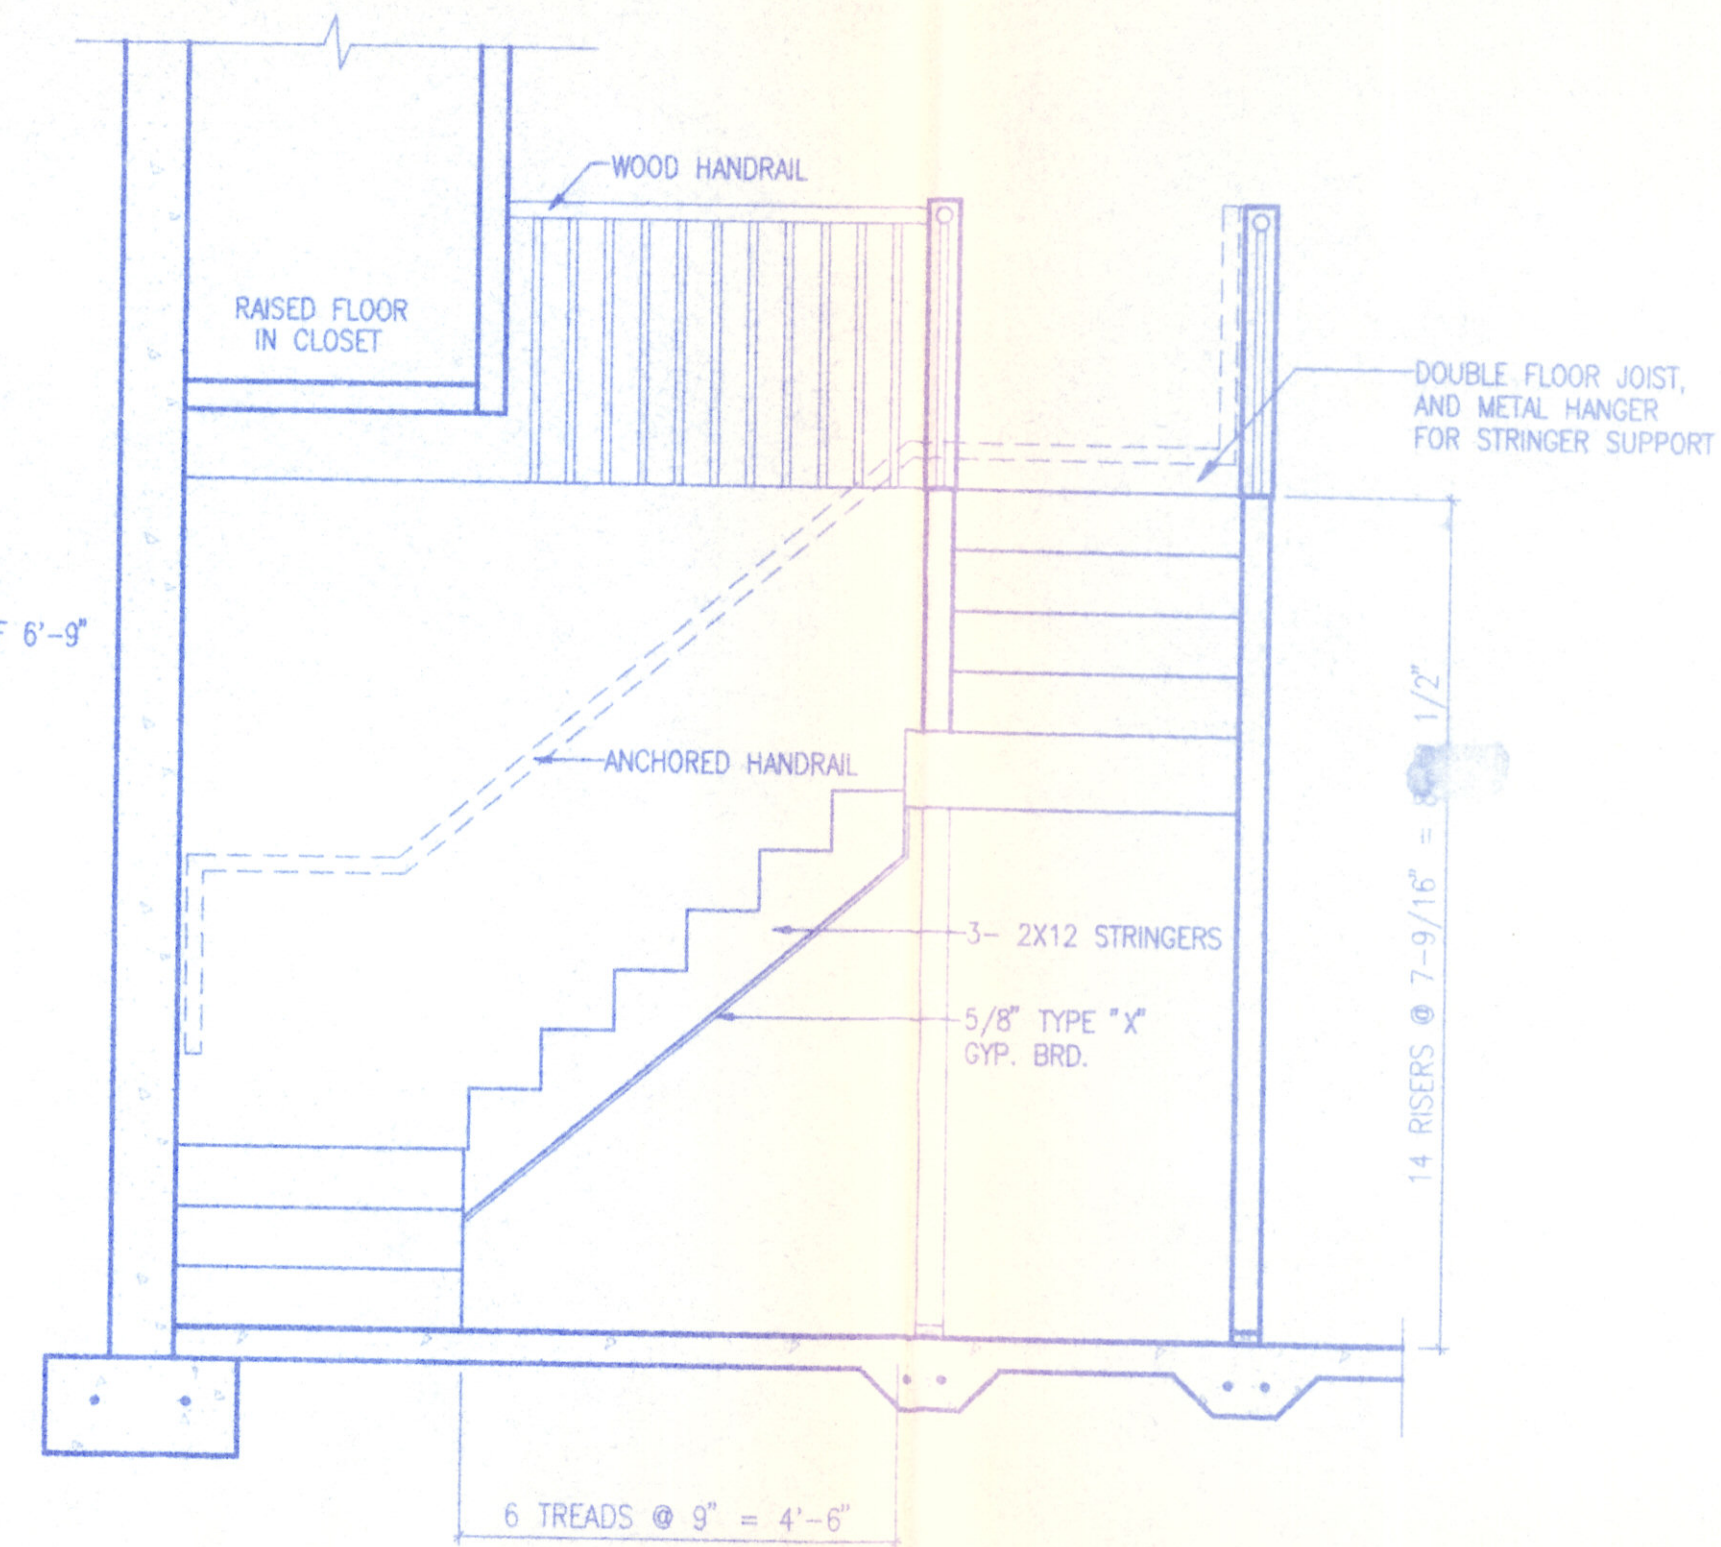 WOOD HANDRAIL
RAISED FLOOR
IN CLOSET
DOUBLE FLOOR JOIST,
AND METAL HANGER
FOR STRINGER SUPPORT
6'-9"
ANCHORED HANDRAIL
3- 2X12 STRINGERS
5/8" TYPE "X"
GYP. BRD.
14 RISERS @ 7-9/16" = 8 1/2"
6 TREADS @ 9" = 4'-6"